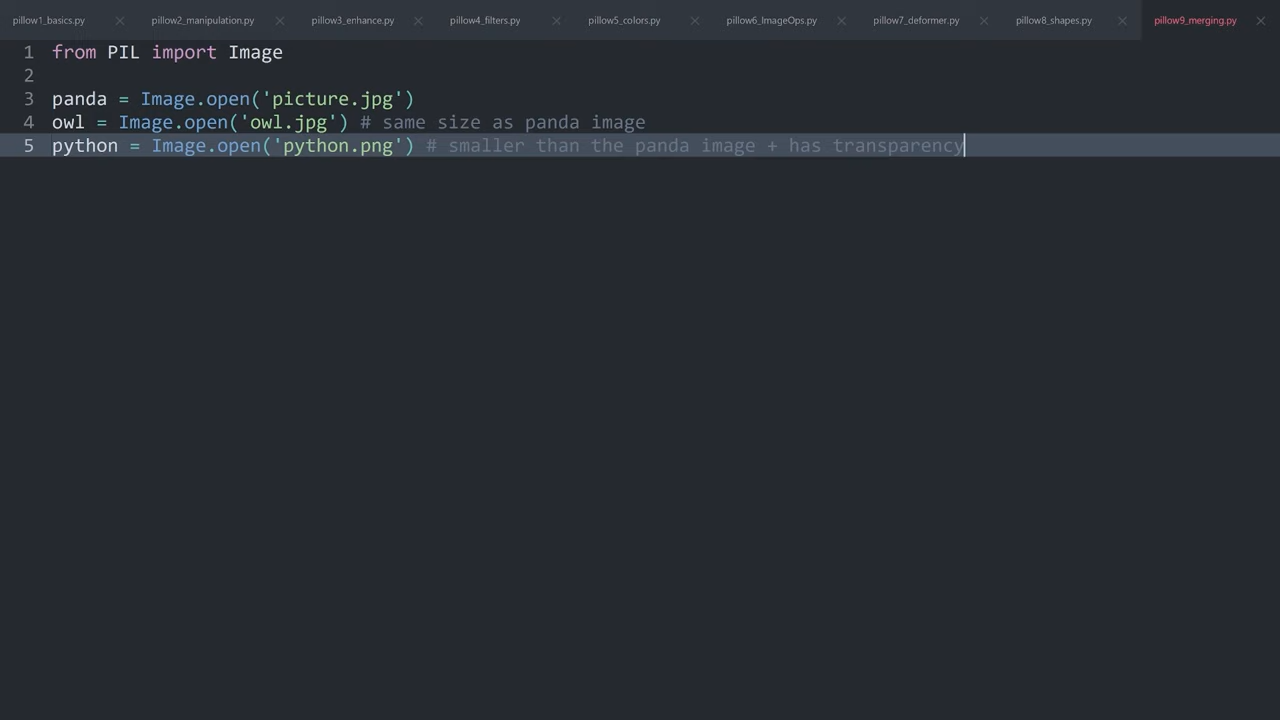 pillow1_basics.py pillow2_manipulation.py pillow3_enhance.py pillow4_filters.py pillow5_colors.py pillow6_ImageOps.py pillow7_deformer.py pillow8_shapes.py pillow9_merging.py
1 from PIL import Image
2
3 panda = Image.open('picture.jpg')
4 owl = Image.open('owl.jpg') # same size as panda image
5 python = Image.open('python.png') # smaller than the panda image + has transparency